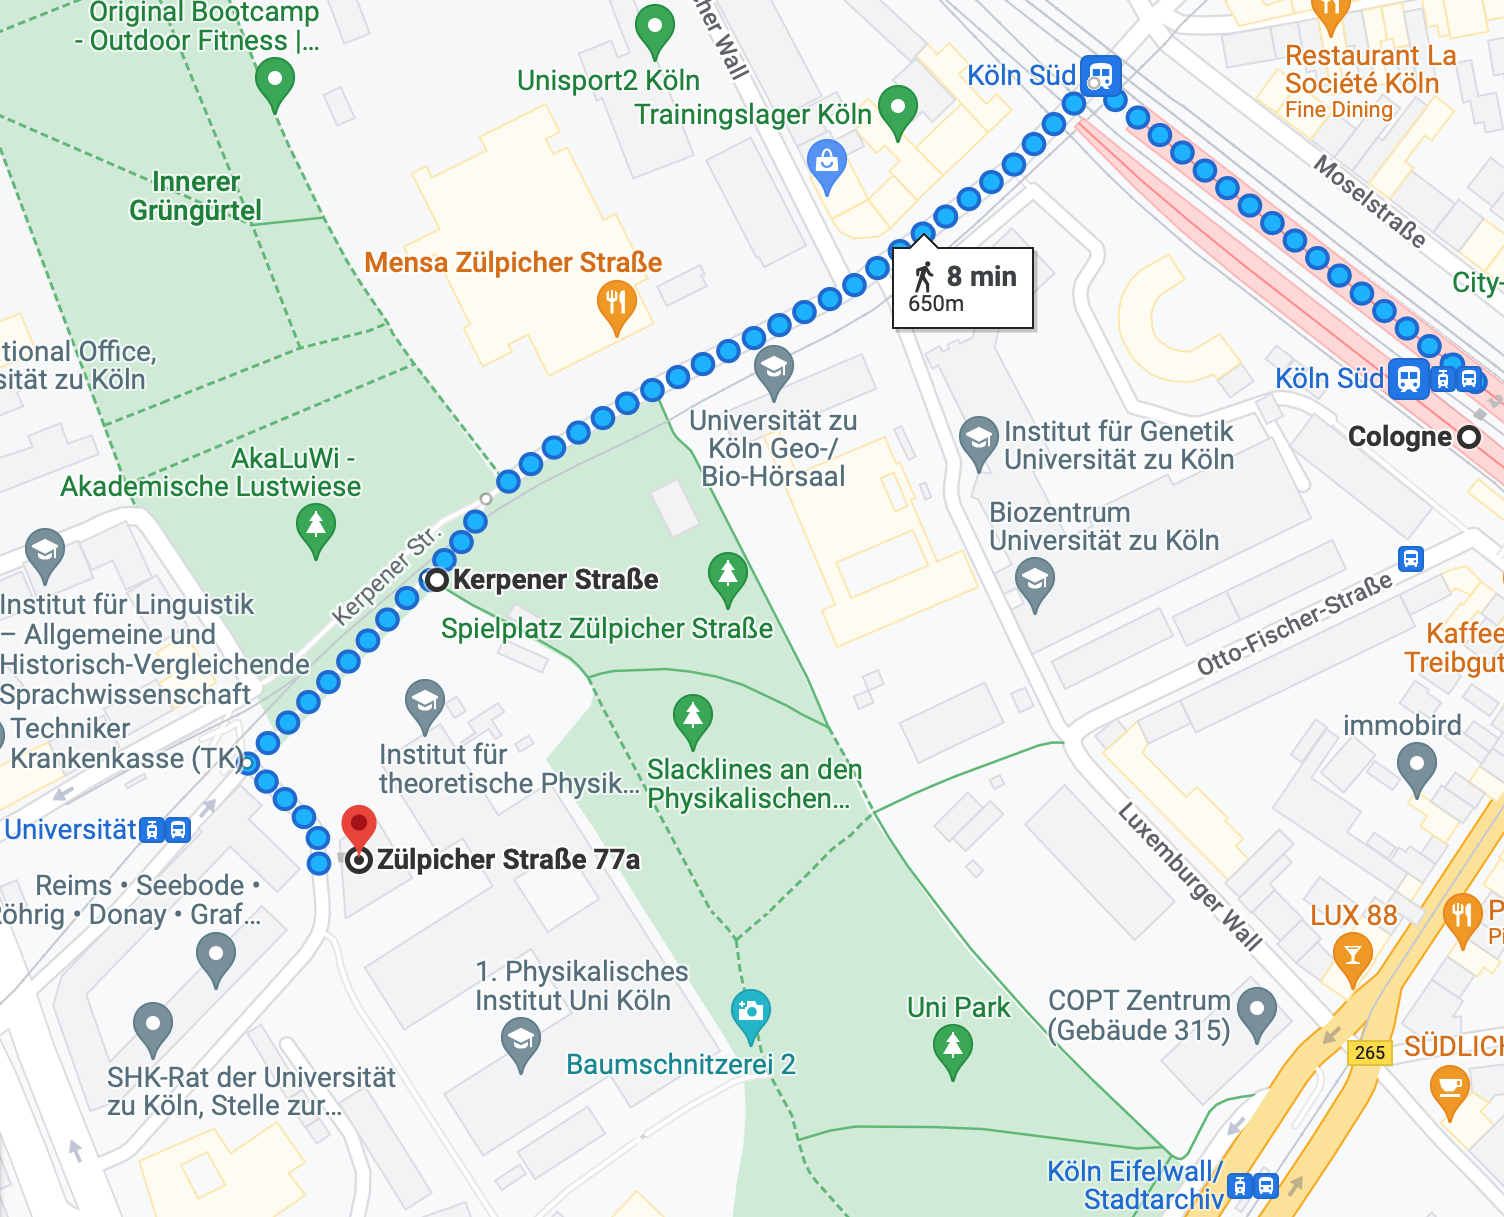 Original Bootcamp
- Outdoor Fitness |...
Unisport2 Köln
Trainingslager Köln
Köln Süd
Restaurant La
Société Köln
Fine Dining
Moselstraße
Innerer
Grüngürtel
Mensa Zülpicher Straße
8 min
650m
City-
tional Office,
sität zu Köln
Köln Süd
Cologne
Universität zu
Köln Geo-/
Bio-Hörsaal
Institut für Genetik
Universität zu Köln
AkaLuWi -
Akademische Lustwiese
Biozentrum
Universität zu Köln
Kerpener Str.
Kerpener Straße
Otto-Fischer-Straße
Institut für Linguistik
– Allgemeine und
Historisch-Vergleichende
Sprachwissenschaft
Spielplatz Zülpicher Straße
Kaffee
Treibgut
Techniker
Krankenkasse (TK)
Institut für
theoretische Physik...
Slacklines an den
Physikalischen...
immobird
Universität
Zülpicher Straße 77a
Luxemburger Wall
Reims • Seebode •
öhrig • Donay • Graf...
LUX 88
P
Pi
1. Physikalisches
Institut Uni Köln
Uni Park
COPT Zentrum
(Gebäude 315)
265
SÜDLICH
Baumschnitzerei 2
SHK-Rat der Universität
zu Köln, Stelle zur...
Köln Eifelwall/
Stadtarchiv